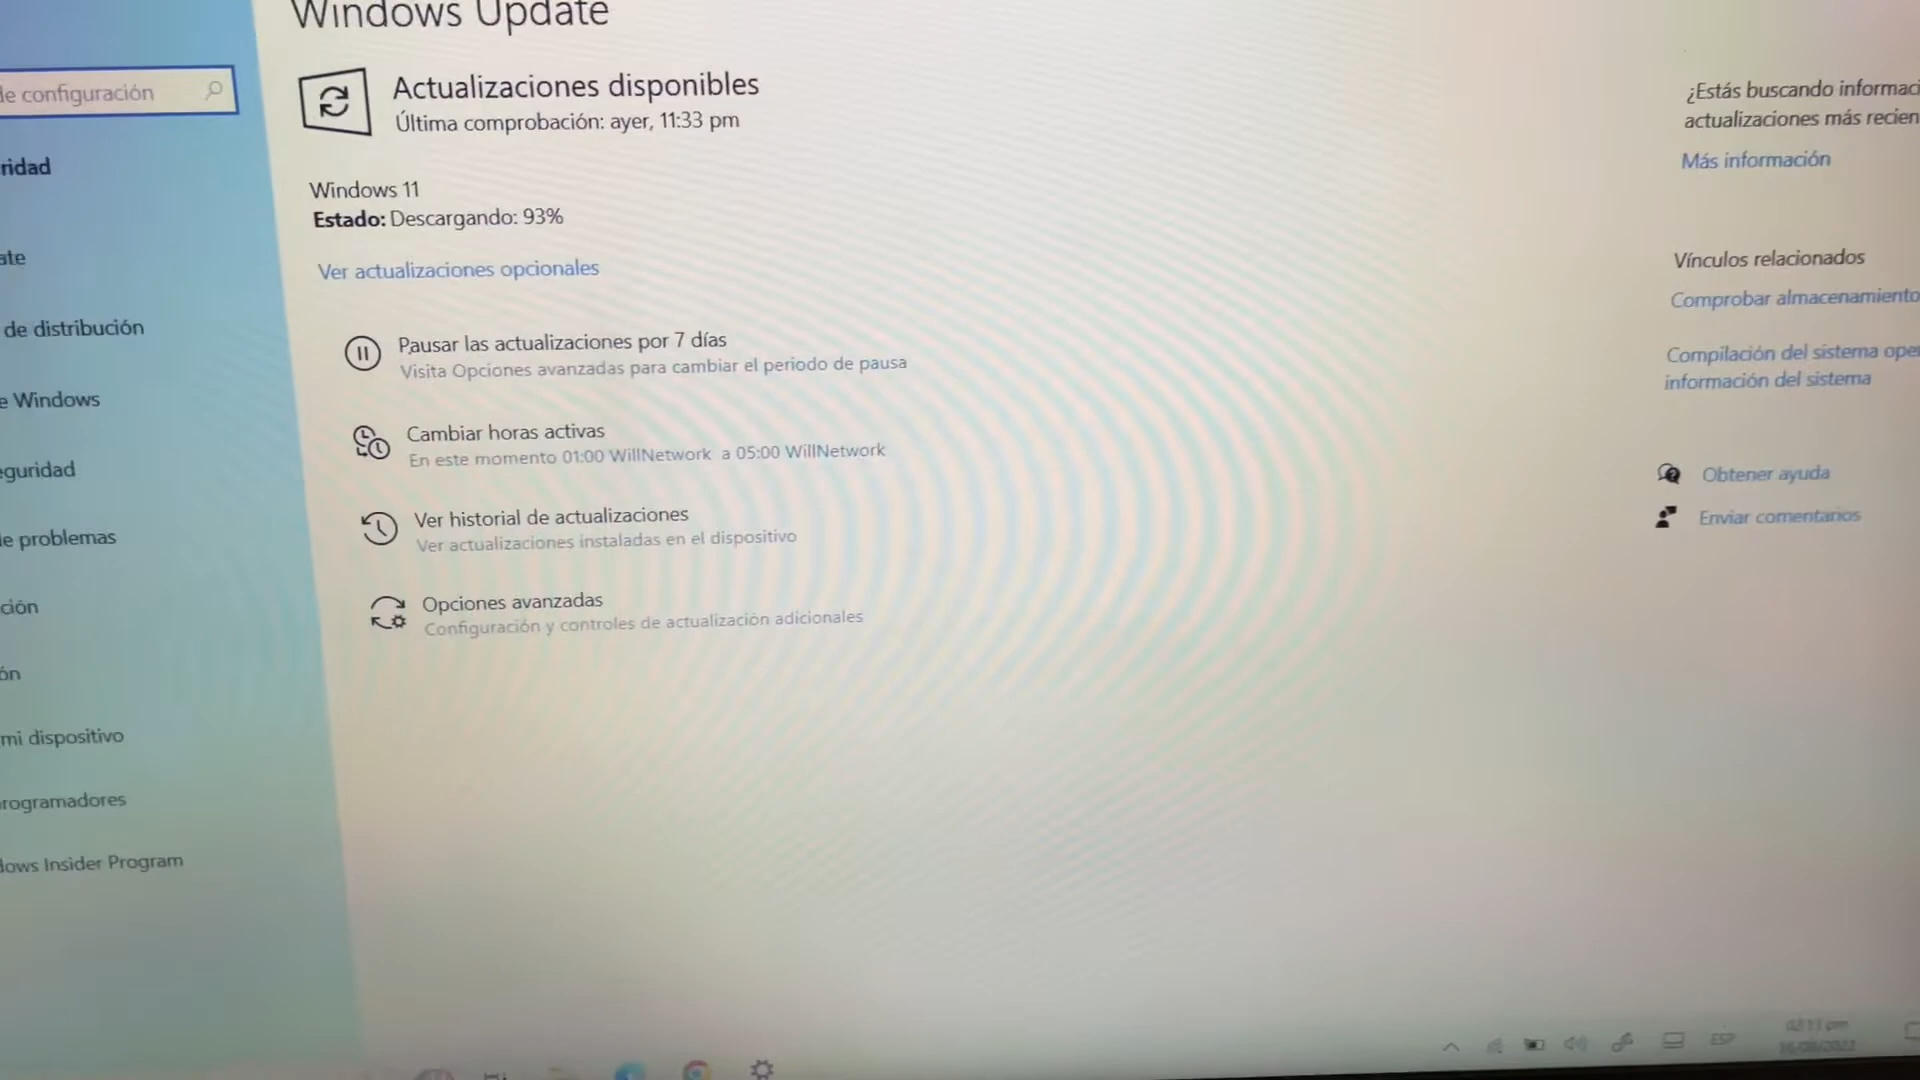 Windows Update
de configuración
Actualizaciones disponibles
Última comprobación: ayer, 11:33 pm
ridad
Windows 11
Estado: Descargando: 93%
ate
Ver actualizaciones opcionales
de distribución
Pausar las actualizaciones por 7 días
Visita Opciones avanzadas para cambiar el periodo de pausa
e Windows
Cambiar horas activas
En este momento 01:00 WillNetwork a 05:00 WillNetwork
eguridad
Ver historial de actualizaciones
Ver actualizaciones instaladas en el dispositivo
de problemas
Opciones avanzadas
Configuración y controles de actualización adicionales
ción
ón
mi dispositivo
rogramadores
dows Insider Program
¿Estás buscando informaci
actualizaciones más recien
Más información
Vínculos relacionados
Comprobar almacenamiento
Compilación del sistema oper
información del sistema
Obtener ayuda
Enviar comentarios
ESP